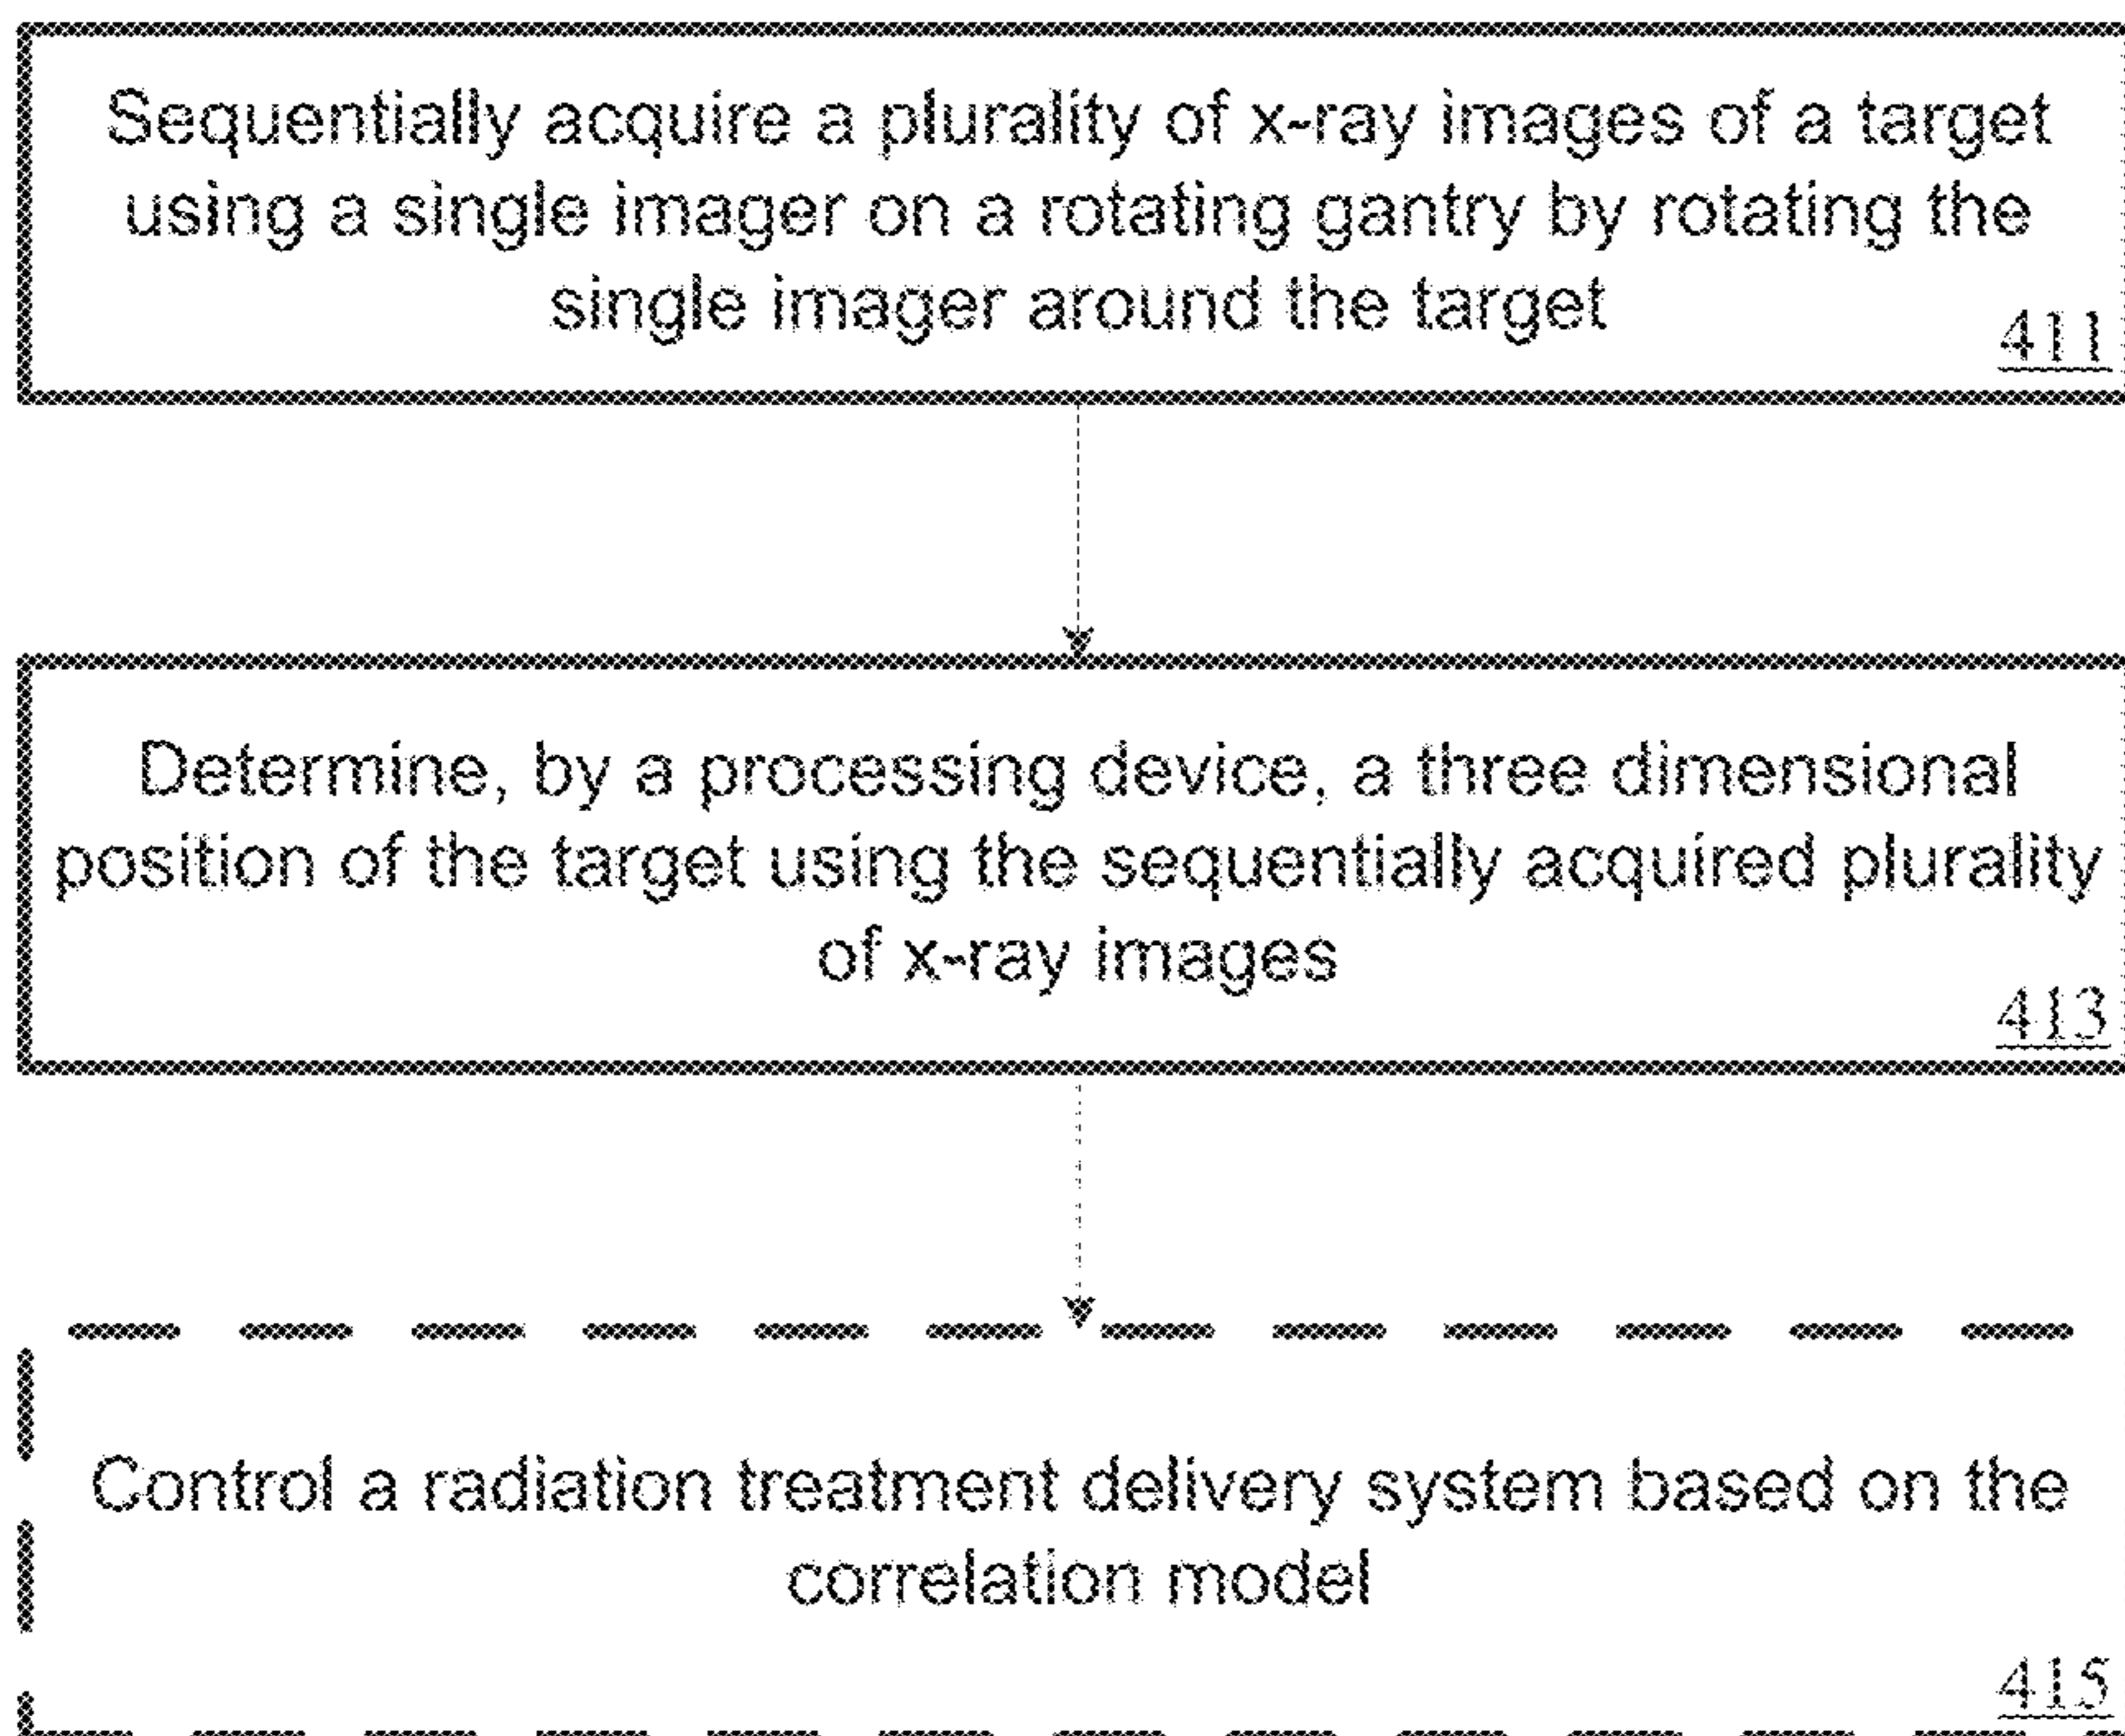 Sequentially acquire a plurality of x-ray images of a target
using a single imager on a rotating gantry by rotating the
single imager around the target
411
Determine, by a processing device, a three dimensional
position of the target using the sequentially acquired plurality
of x-ray images
413
Control a radiation treatment delivery system based on the
correlation model
415